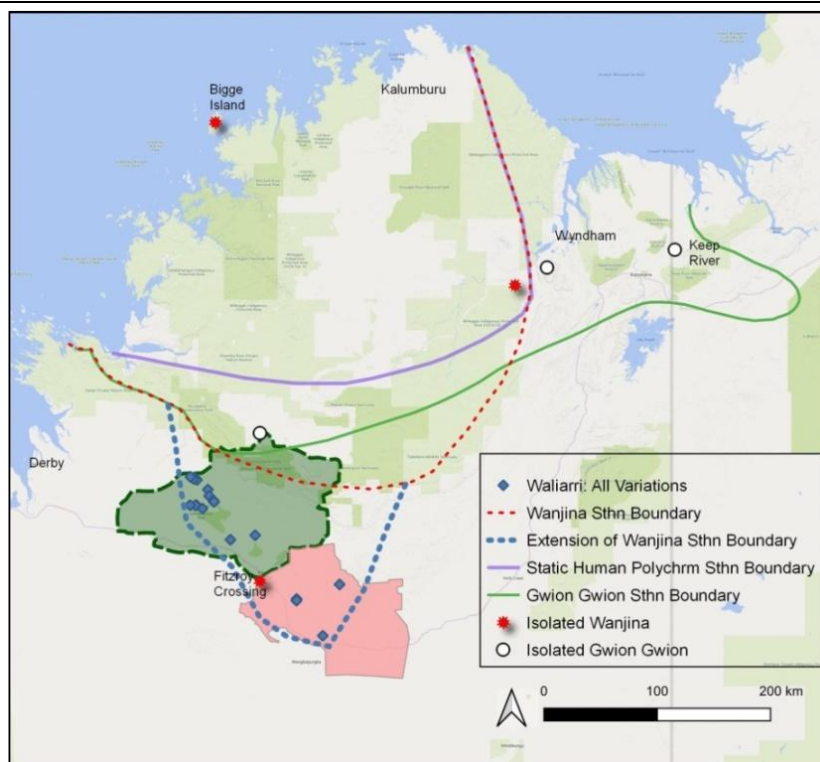 Bigge
Island
Kalumburu
Wyndham
Keep
River
Derby
Fitzroy
Crossing
Waliarri: All Variations
Wanjina Sthn Boundary
Extension of Wanjina Sthn Boundary
Static Human Polychrm Sthn Boundary
Gwion Gwion Sthn Boundary
Isolated Wanjina
Isolated Gwion Gwion
0 100 200 km